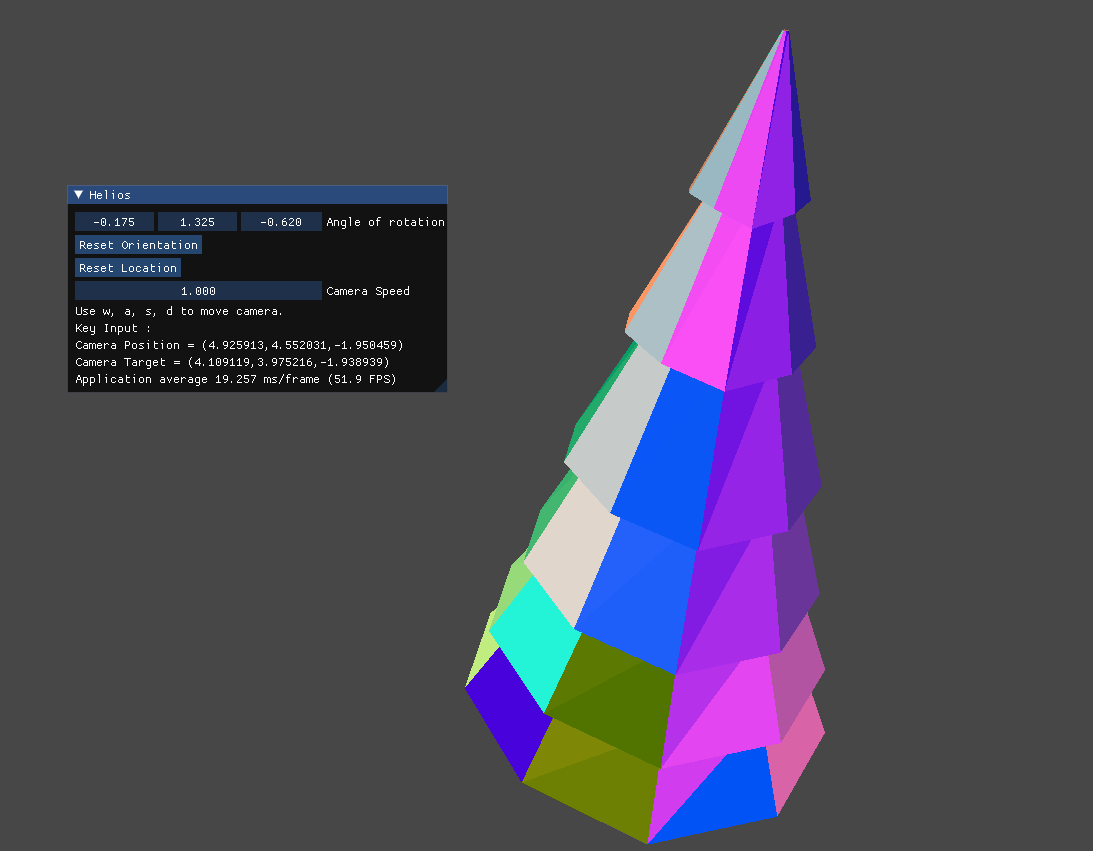 Helios
-0.175 1.325 -0.620 Angle of rotation
Reset Orientation
Reset Location
1.000 Camera Speed
Use w, a, s, d to move camera.
Key Input :
Camera Position = (4.925913,4.552031,-1.950459)
Camera Target = (4.109119,3.975216,-1.938939)
Application average 19.257 ms/frame (51.9 FPS)